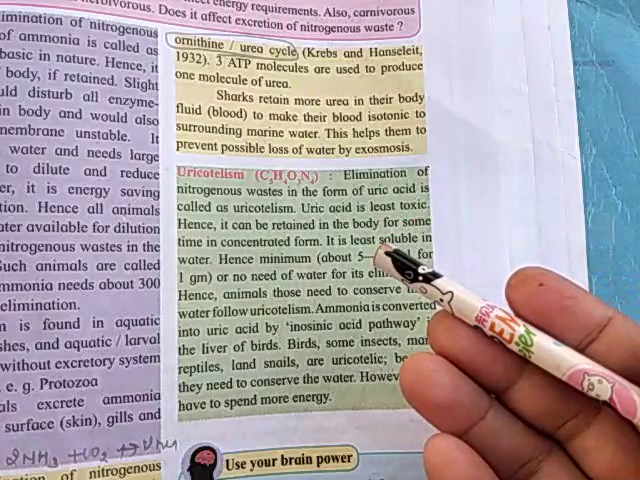 energy requirements. Also, carnivorous
Does it affect excretion of nitrogenous waste ?
imination of nitrogenous
of ammonia is called as
basic in nature. Hence, it
body, if retained. Slight
uld disturb all enzyme-
in body and would also
membrane unstable. It
water and needs large
to dilute and reduce
er, it is energy saving
tion. Hence all animals
ater available for dilution
nitrogenous wastes in the
Such animals are called
mmonia needs about 300
elimination.
n is found in aquatic
shes, and aquatic / larval
without excretory system
e. g. Protozoa
als excrete ammonia
surface (skin), gills and
2NH3 + CO2 → Urea
of nitrogenous
ornithine / urea cycle (Krebs and Hanseleit,
1932). 3 ATP molecules are used to produce
one molecule of urea.
Sharks retain more urea in their body
fluid (blood) to make their blood isotonic to
surrounding marine water. This helps them to
prevent possible loss of water by exosmosis.
Uricotelism (C5H4O3N4) : Elimination of
nitrogenous wastes in the form of uric acid is
called as uricotelism. Uric acid is least toxic.
Hence, it can be retained in the body for some
time in concentrated form. It is least soluble in
water. Hence minimum (about 5– for
1 gm) or no need of water for its
Hence, animals those need to conserve
water follow uricotelism. Ammonia is converted
into uric acid by ‘inosinic acid pathway’
the liver of birds. Birds, some insects,
reptiles, land snails, are uricotelic;
they need to conserve the water.
have to spend more energy.
Use your brain power